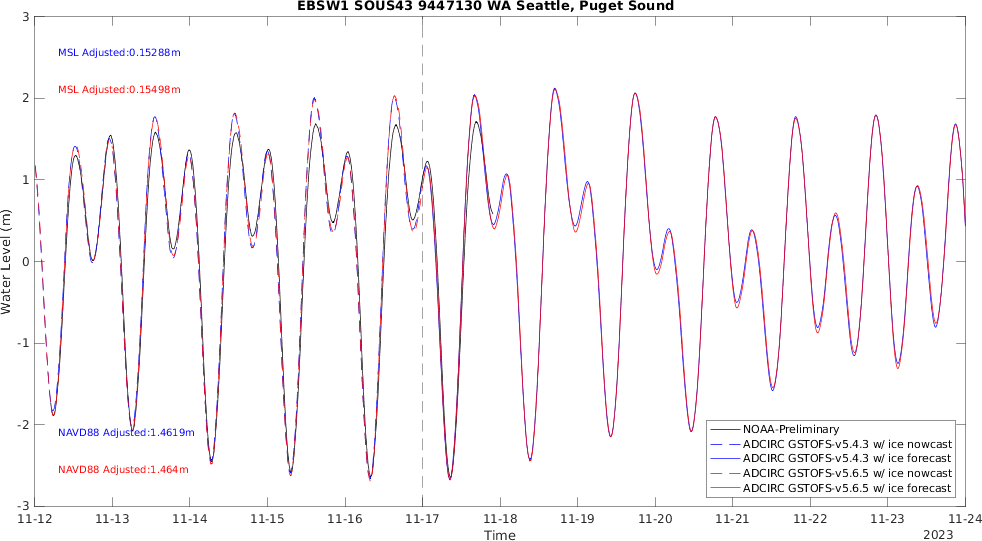 EBSW1 SOUS43 9447130 WA Seattle, Puget Sound
3
MSL Adjusted:0.15288m
MSL Adjusted:0.15498m
2
1
0
-1
-2
-3
Water Level (m)
NAVD88 Adjusted:1.4619m
NAVD88 Adjusted:1.464m
NOAA-Preliminary
ADCIRC GSTOFS-v5.4.3 w/ ice nowcast
ADCIRC GSTOFS-v5.4.3 w/ ice forecast
ADCIRC GSTOFS-v5.6.5 w/ ice nowcast
ADCIRC GSTOFS-v5.6.5 w/ ice forecast
11-12 11-13 11-14 11-15 11-16 11-17 11-18 11-19 11-20 11-21 11-22 11-23 11-24
Time
2023